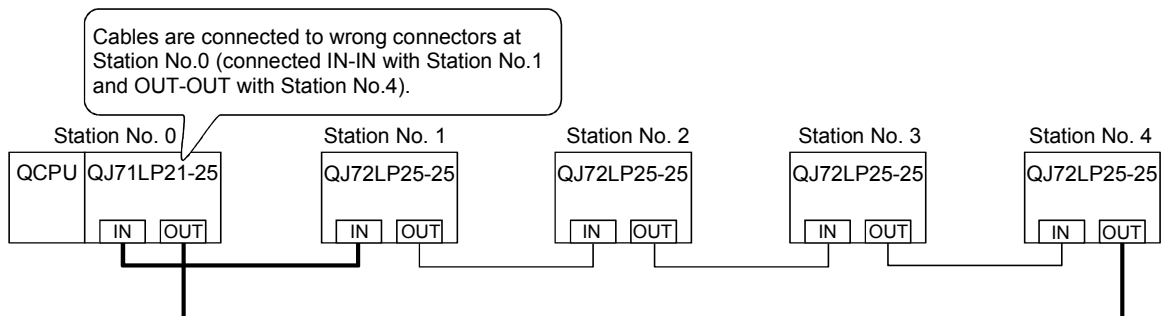 Cables are connected to wrong connectors at
Station No.0 (connected IN-IN with Station No.1
and OUT-OUT with Station No.4).
Station No. 0 Station No. 1 Station No. 2 Station No. 3 Station No. 4
QCPU QJ71LP21-25 QJ72LP25-25 QJ72LP25-25 QJ72LP25-25 QJ72LP25-25
IN OUT IN OUT IN OUT IN OUT IN OUT